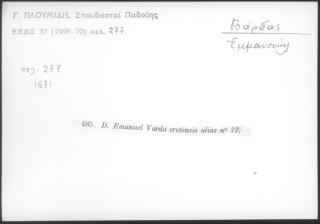 Γ. ΠΛΟΥΜΙΔΗ, Σπουδασταί Παδούης
ΕΕΒΣ 37 (1969-70) σελ. 277
Βάρδας
Ἐμμανουήλ
σελ. 277
1671
485. D. Emanuel Varda cretensis alias nº 72.